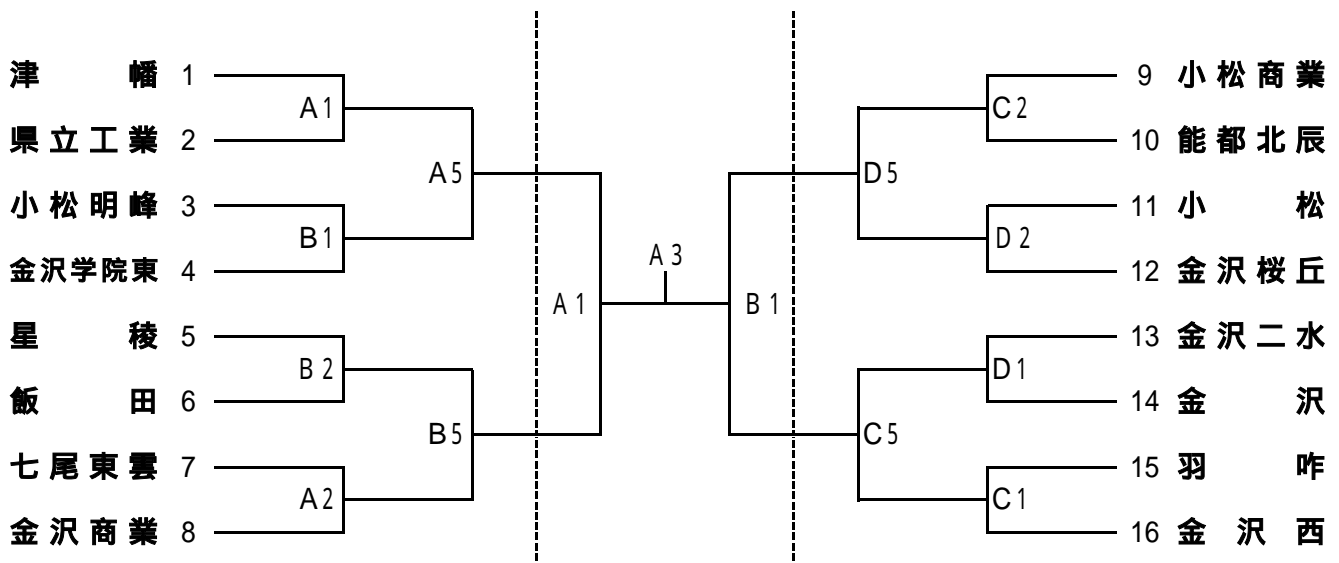 津幡 1
A1
県立工業 2
A5
小松明峰 3
B1
金沢学院東 4
A1
星稜 5
B2
飯田 6
B5
七尾東雲 7
A2
金沢商業 8
A3
9 小松商業
C2
10 能都北辰
D5
11 小松
D2
12 金沢桜丘
B1
13 金沢二水
D1
14 金沢
C5
15 羽咋
C1
16 金沢西